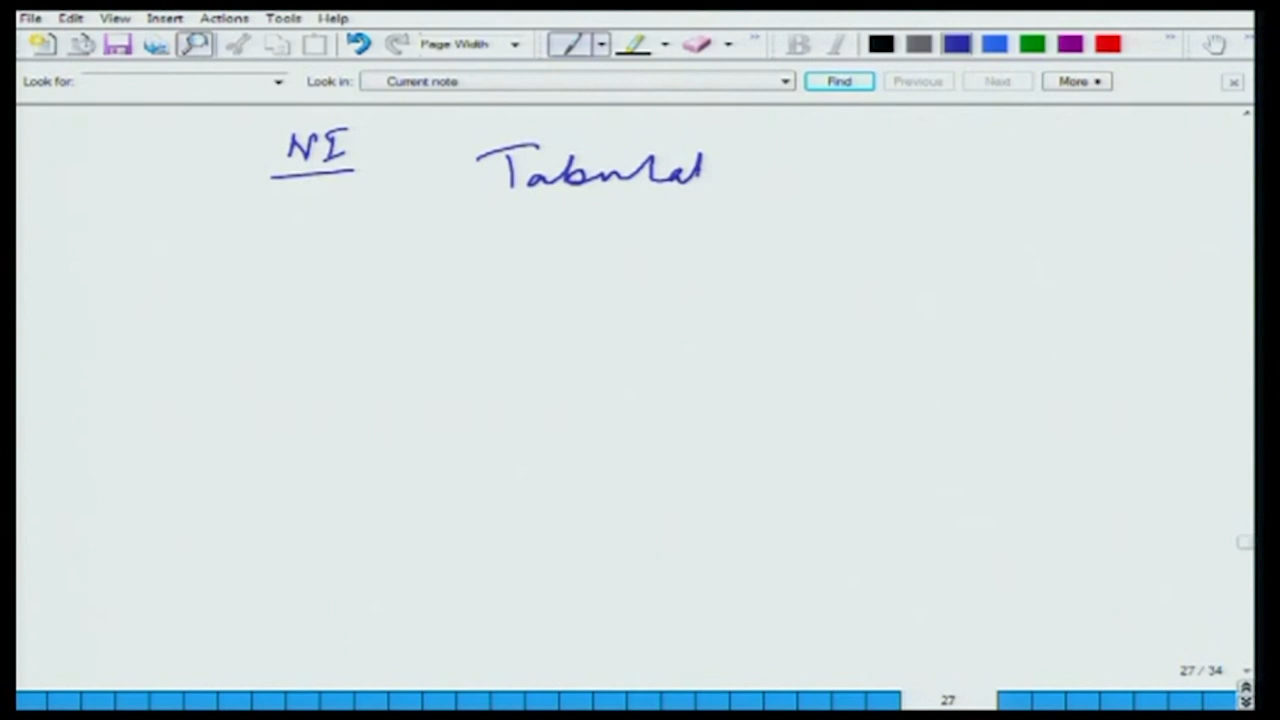 File Edit View Insert Actions Tools Help
Page Width B I
Look for: Look in: Current note Find Previous Next More
NI Tabulat
27 / 34
27